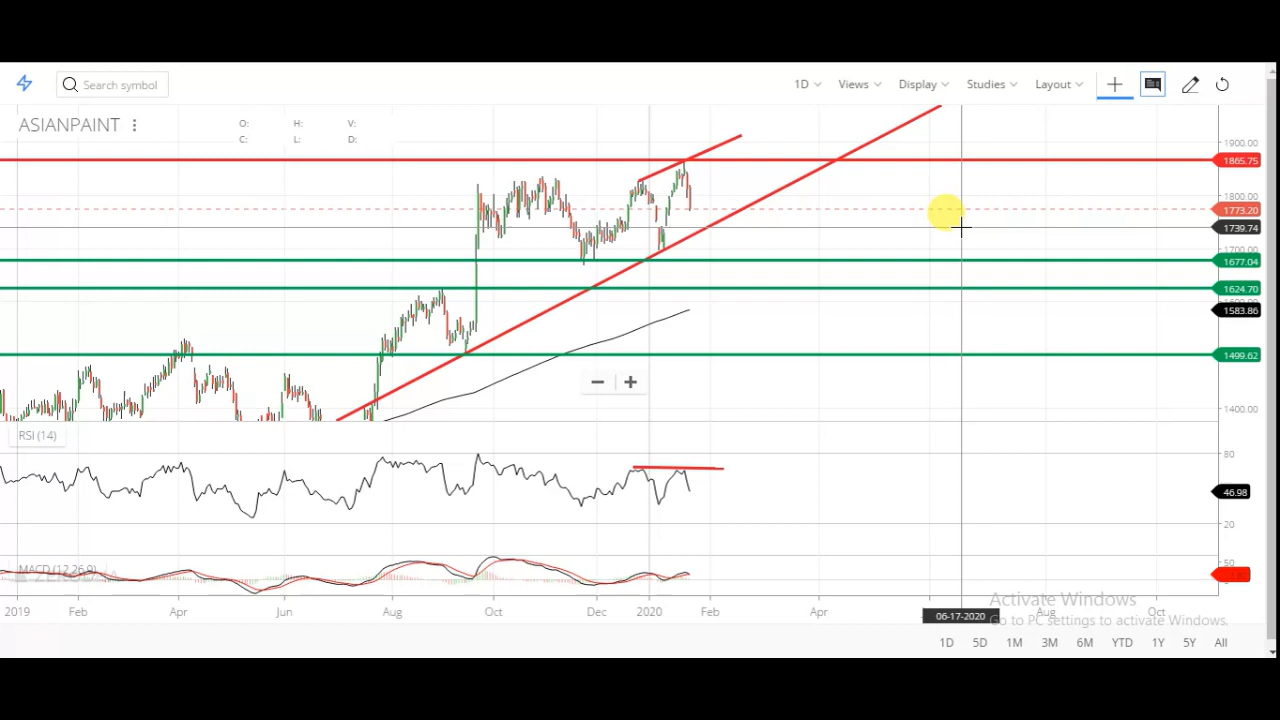 Search symbol
1D Views Display Studies Layout
ASIANPAINT
O: H: V:
C: L: D:
1900.00
1865.75
1800.00
1773.20
1739.74
1700.00
1677.04
1624.70
1583.86
1499.62
1400.00
RSI (14)
80
46.98
20
MACD (12,26,9)
50
2019 Feb Apr Jun Aug Oct Dec 2020 Feb Apr 06-17-2020 Aug Oct
Activate Windows
Go to PC settings to activate Windows.
1D 5D 1M 3M 6M YTD 1Y 5Y All